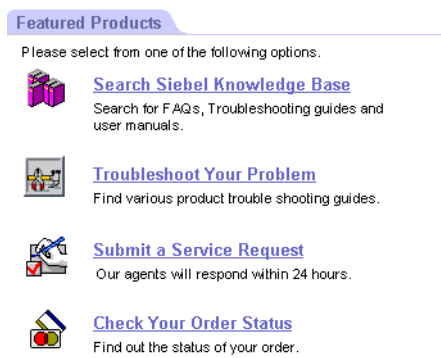 Featured Products
Please select from one of the following options.
Search Siebel Knowledge Base
Search for FAQs, Troubleshooting guides and
user manuals.
Troubleshoot Your Problem
Find various product trouble shooting guides.
Submit a Service Request
Our agents will respond within 24 hours.
Check Your Order Status
Find out the status of your order.